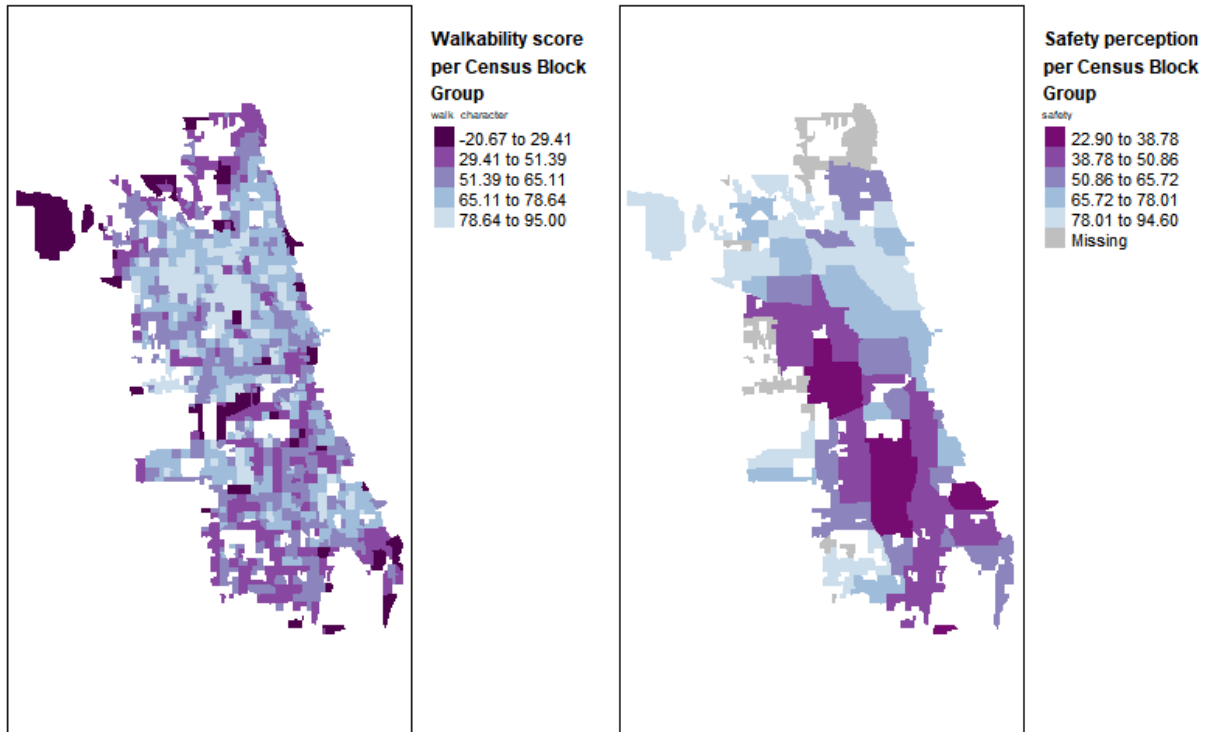 Walkability score
per Census Block
Group
walk character
-20.67 to 29.41
29.41 to 51.39
51.39 to 65.11
65.11 to 78.64
78.64 to 95.00
Safety perception
per Census Block
Group
safety
22.90 to 38.78
38.78 to 50.86
50.86 to 65.72
65.72 to 78.01
78.01 to 94.60
Missing